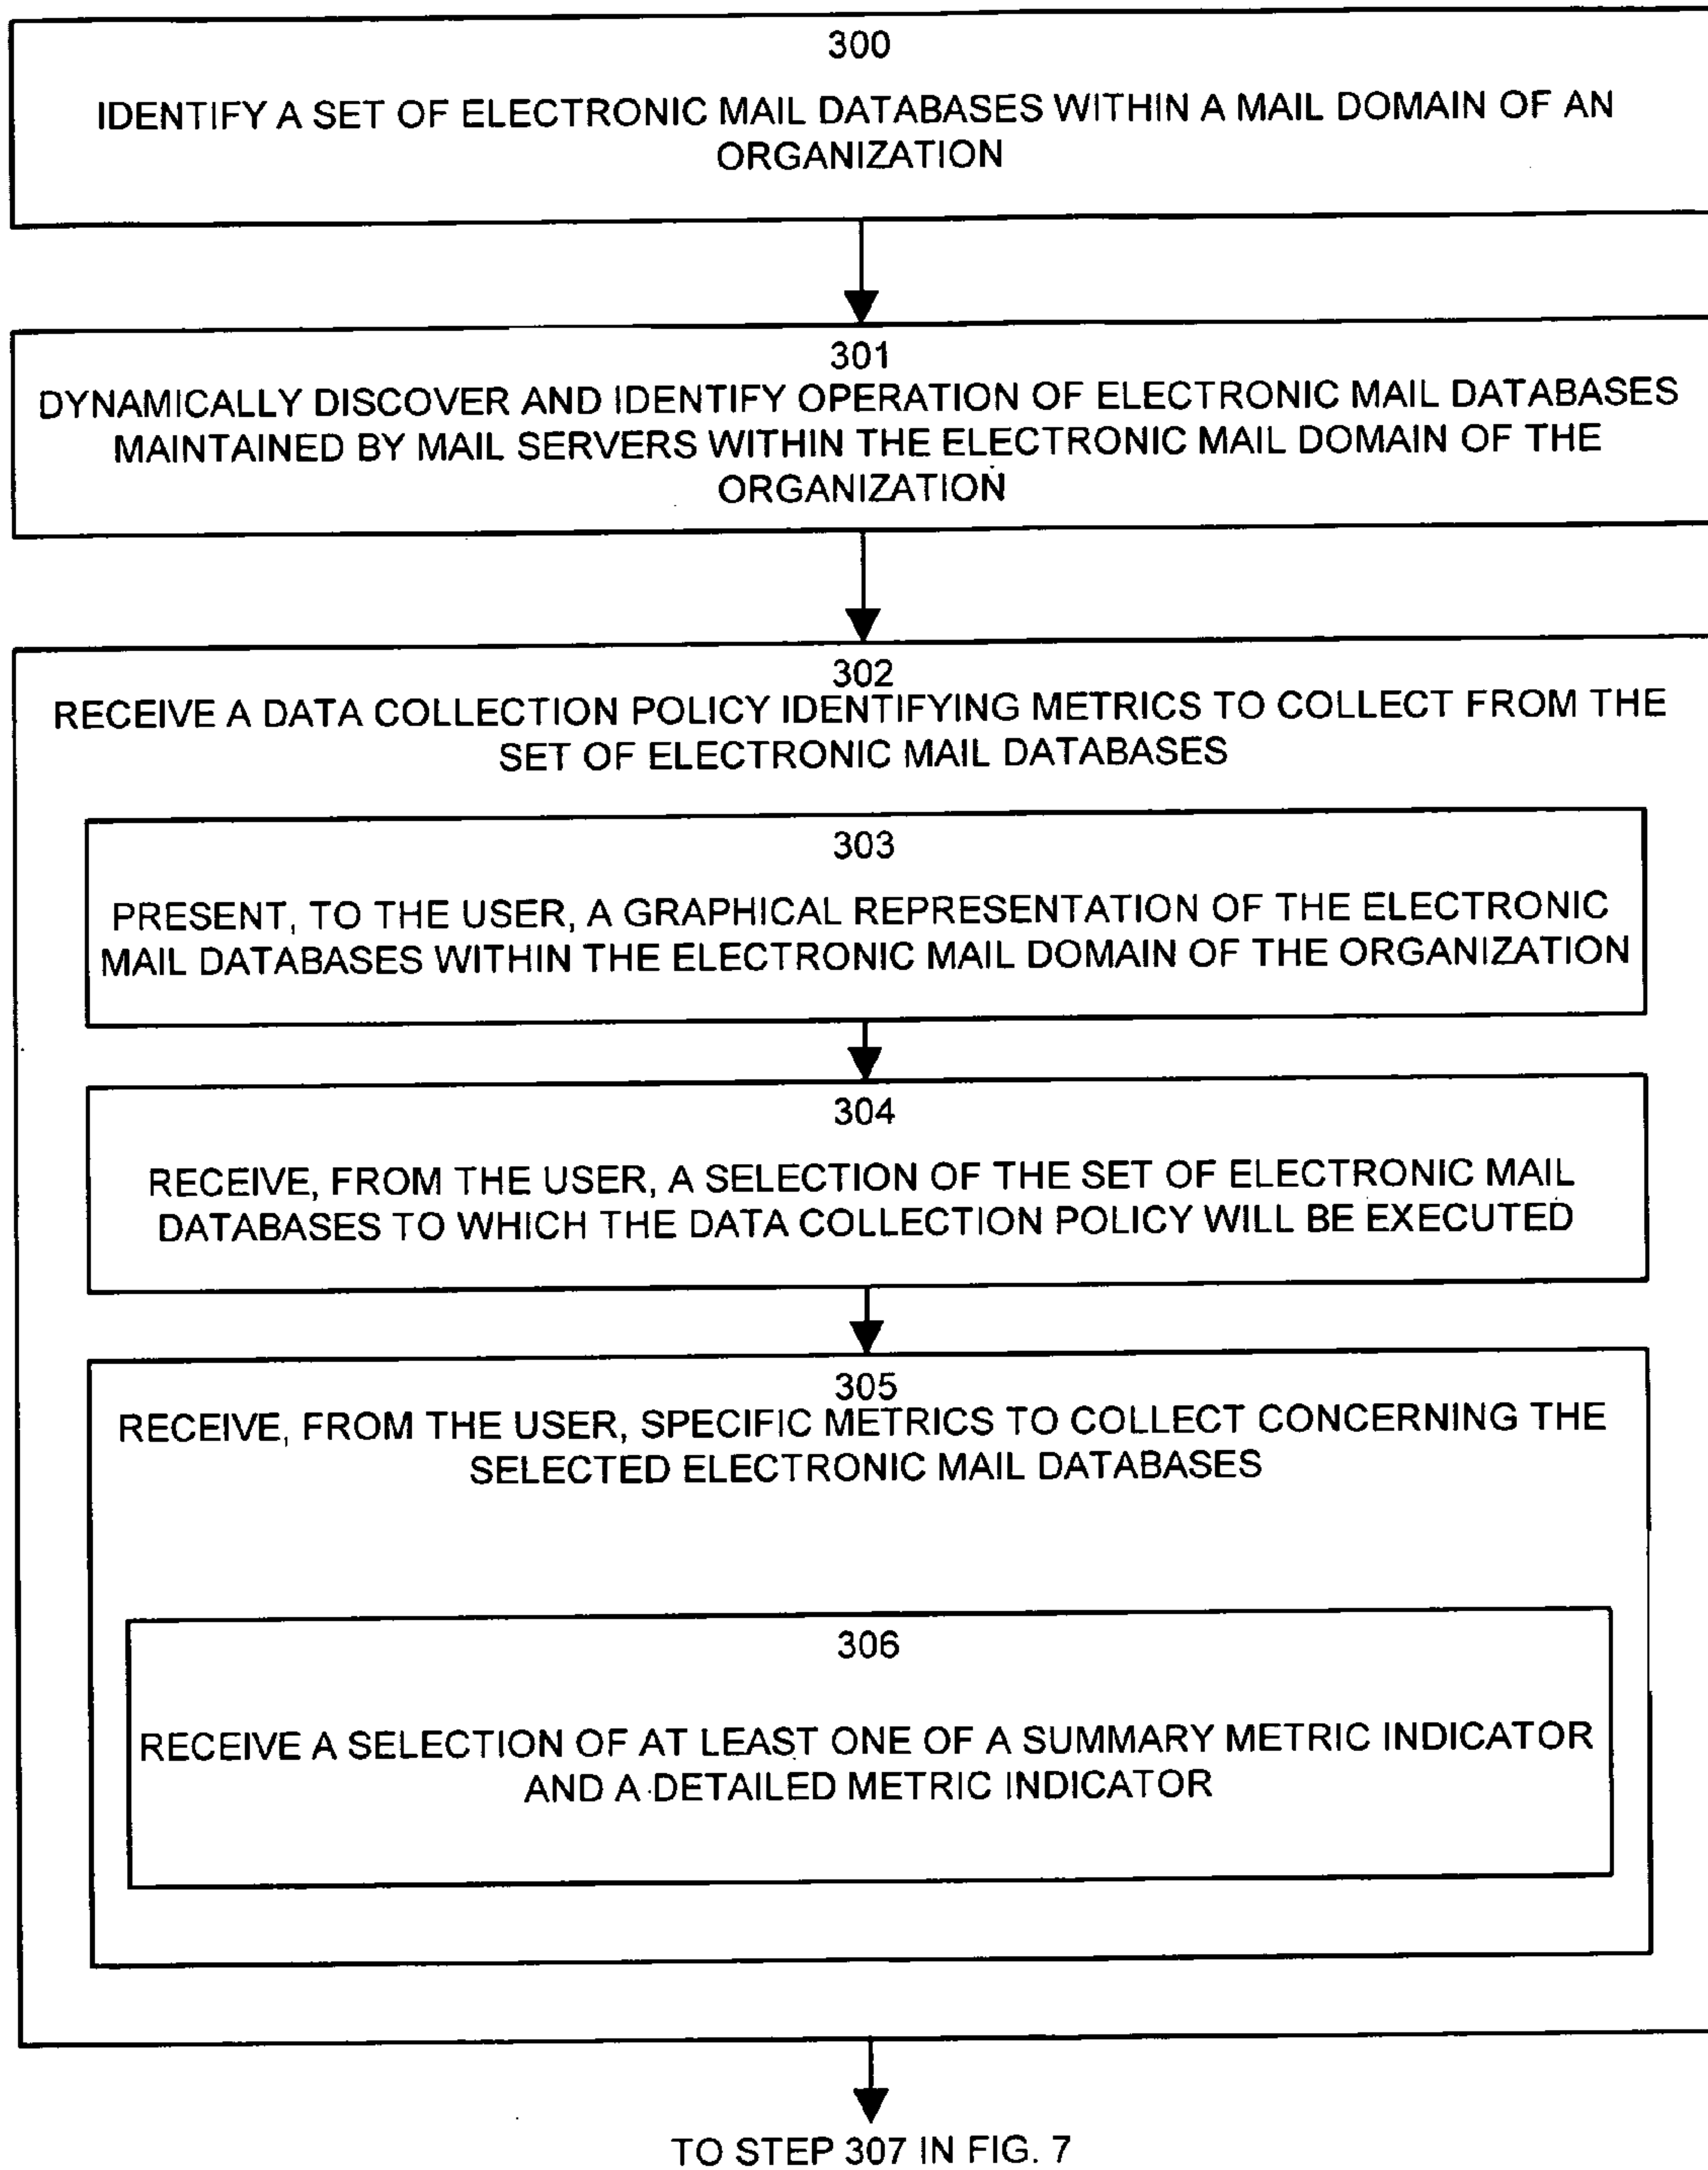 300
IDENTIFY A SET OF ELECTRONIC MAIL DATABASES WITHIN A MAIL DOMAIN OF AN
ORGANIZATION
301
DYNAMICALLY DISCOVER AND IDENTIFY OPERATION OF ELECTRONIC MAIL DATABASES
MAINTAINED BY MAIL SERVERS WITHIN THE ELECTRONIC MAIL DOMAIN OF THE
ORGANIZATION
302
RECEIVE A DATA COLLECTION POLICY IDENTIFYING METRICS TO COLLECT FROM THE
SET OF ELECTRONIC MAIL DATABASES
303
PRESENT, TO THE USER, A GRAPHICAL REPRESENTATION OF THE ELECTRONIC
MAIL DATABASES WITHIN THE ELECTRONIC MAIL DOMAIN OF THE ORGANIZATION
304
RECEIVE, FROM THE USER, A SELECTION OF THE SET OF ELECTRONIC MAIL
DATABASES TO WHICH THE DATA COLLECTION POLICY WILL BE EXECUTED
305
RECEIVE, FROM THE USER, SPECIFIC METRICS TO COLLECT CONCERNING THE
SELECTED ELECTRONIC MAIL DATABASES
306
RECEIVE A SELECTION OF AT LEAST ONE OF A SUMMARY METRIC INDICATOR
AND A DETAILED METRIC INDICATOR
TO STEP 307 IN FIG. 7